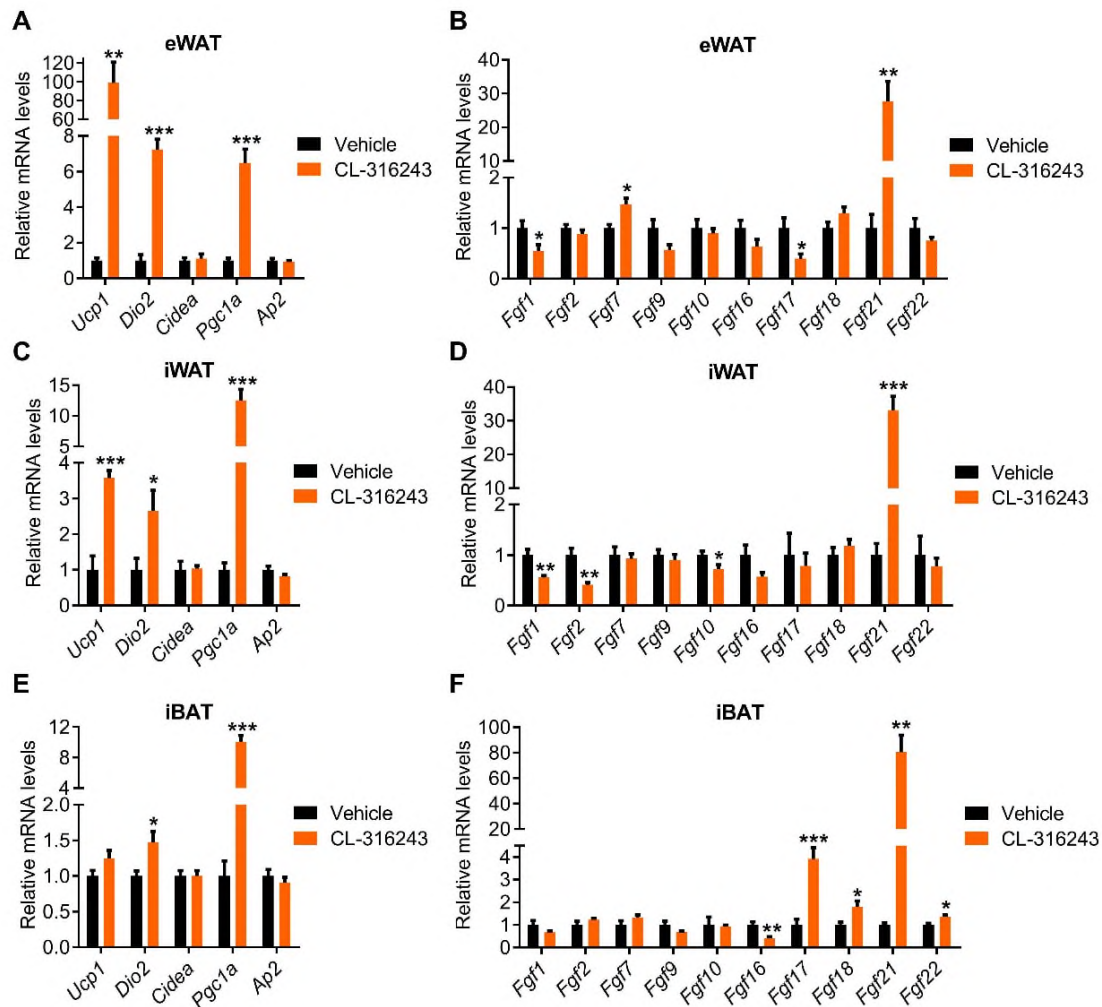 A
eWAT
Relative mRNA levels
120
100
80
60
8
6
4
2
0
**
***
***
Ucp1
Dio2
Cidea
Pgc1a
Ap2
Vehicle
CL-316243
B
eWAT
Relative mRNA levels
40
30
20
10
2
1
0
*
*
*
**
Fgf1
Fgf2
Fgf7
Fgf9
Fgf10
Fgf16
Fgf17
Fgf18
Fgf21
Fgf22
Vehicle
CL-316243
C
iWAT
Relative mRNA levels
15
10
5
4
3
2
1
0
***
*
***
Ucp1
Dio2
Cidea
Pgc1a
Ap2
Vehicle
CL-316243
D
iWAT
Relative mRNA levels
40
30
20
10
2
1
0
**
**
*
***
Fgf1
Fgf2
Fgf7
Fgf9
Fgf10
Fgf16
Fgf17
Fgf18
Fgf21
Fgf22
Vehicle
CL-316243
E
iBAT
Relative mRNA levels
12
10
8
6
4
2.0
1.5
1.0
0.5
0.0
*
***
Ucp1
Dio2
Cidea
Pgc1a
Ap2
Vehicle
CL-316243
F
iBAT
Relative mRNA levels
100
80
60
40
20
5
4
3
2
1
0
**
***
*
**
*
Fgf1
Fgf2
Fgf7
Fgf9
Fgf10
Fgf16
Fgf17
Fgf18
Fgf21
Fgf22
Vehicle
CL-316243